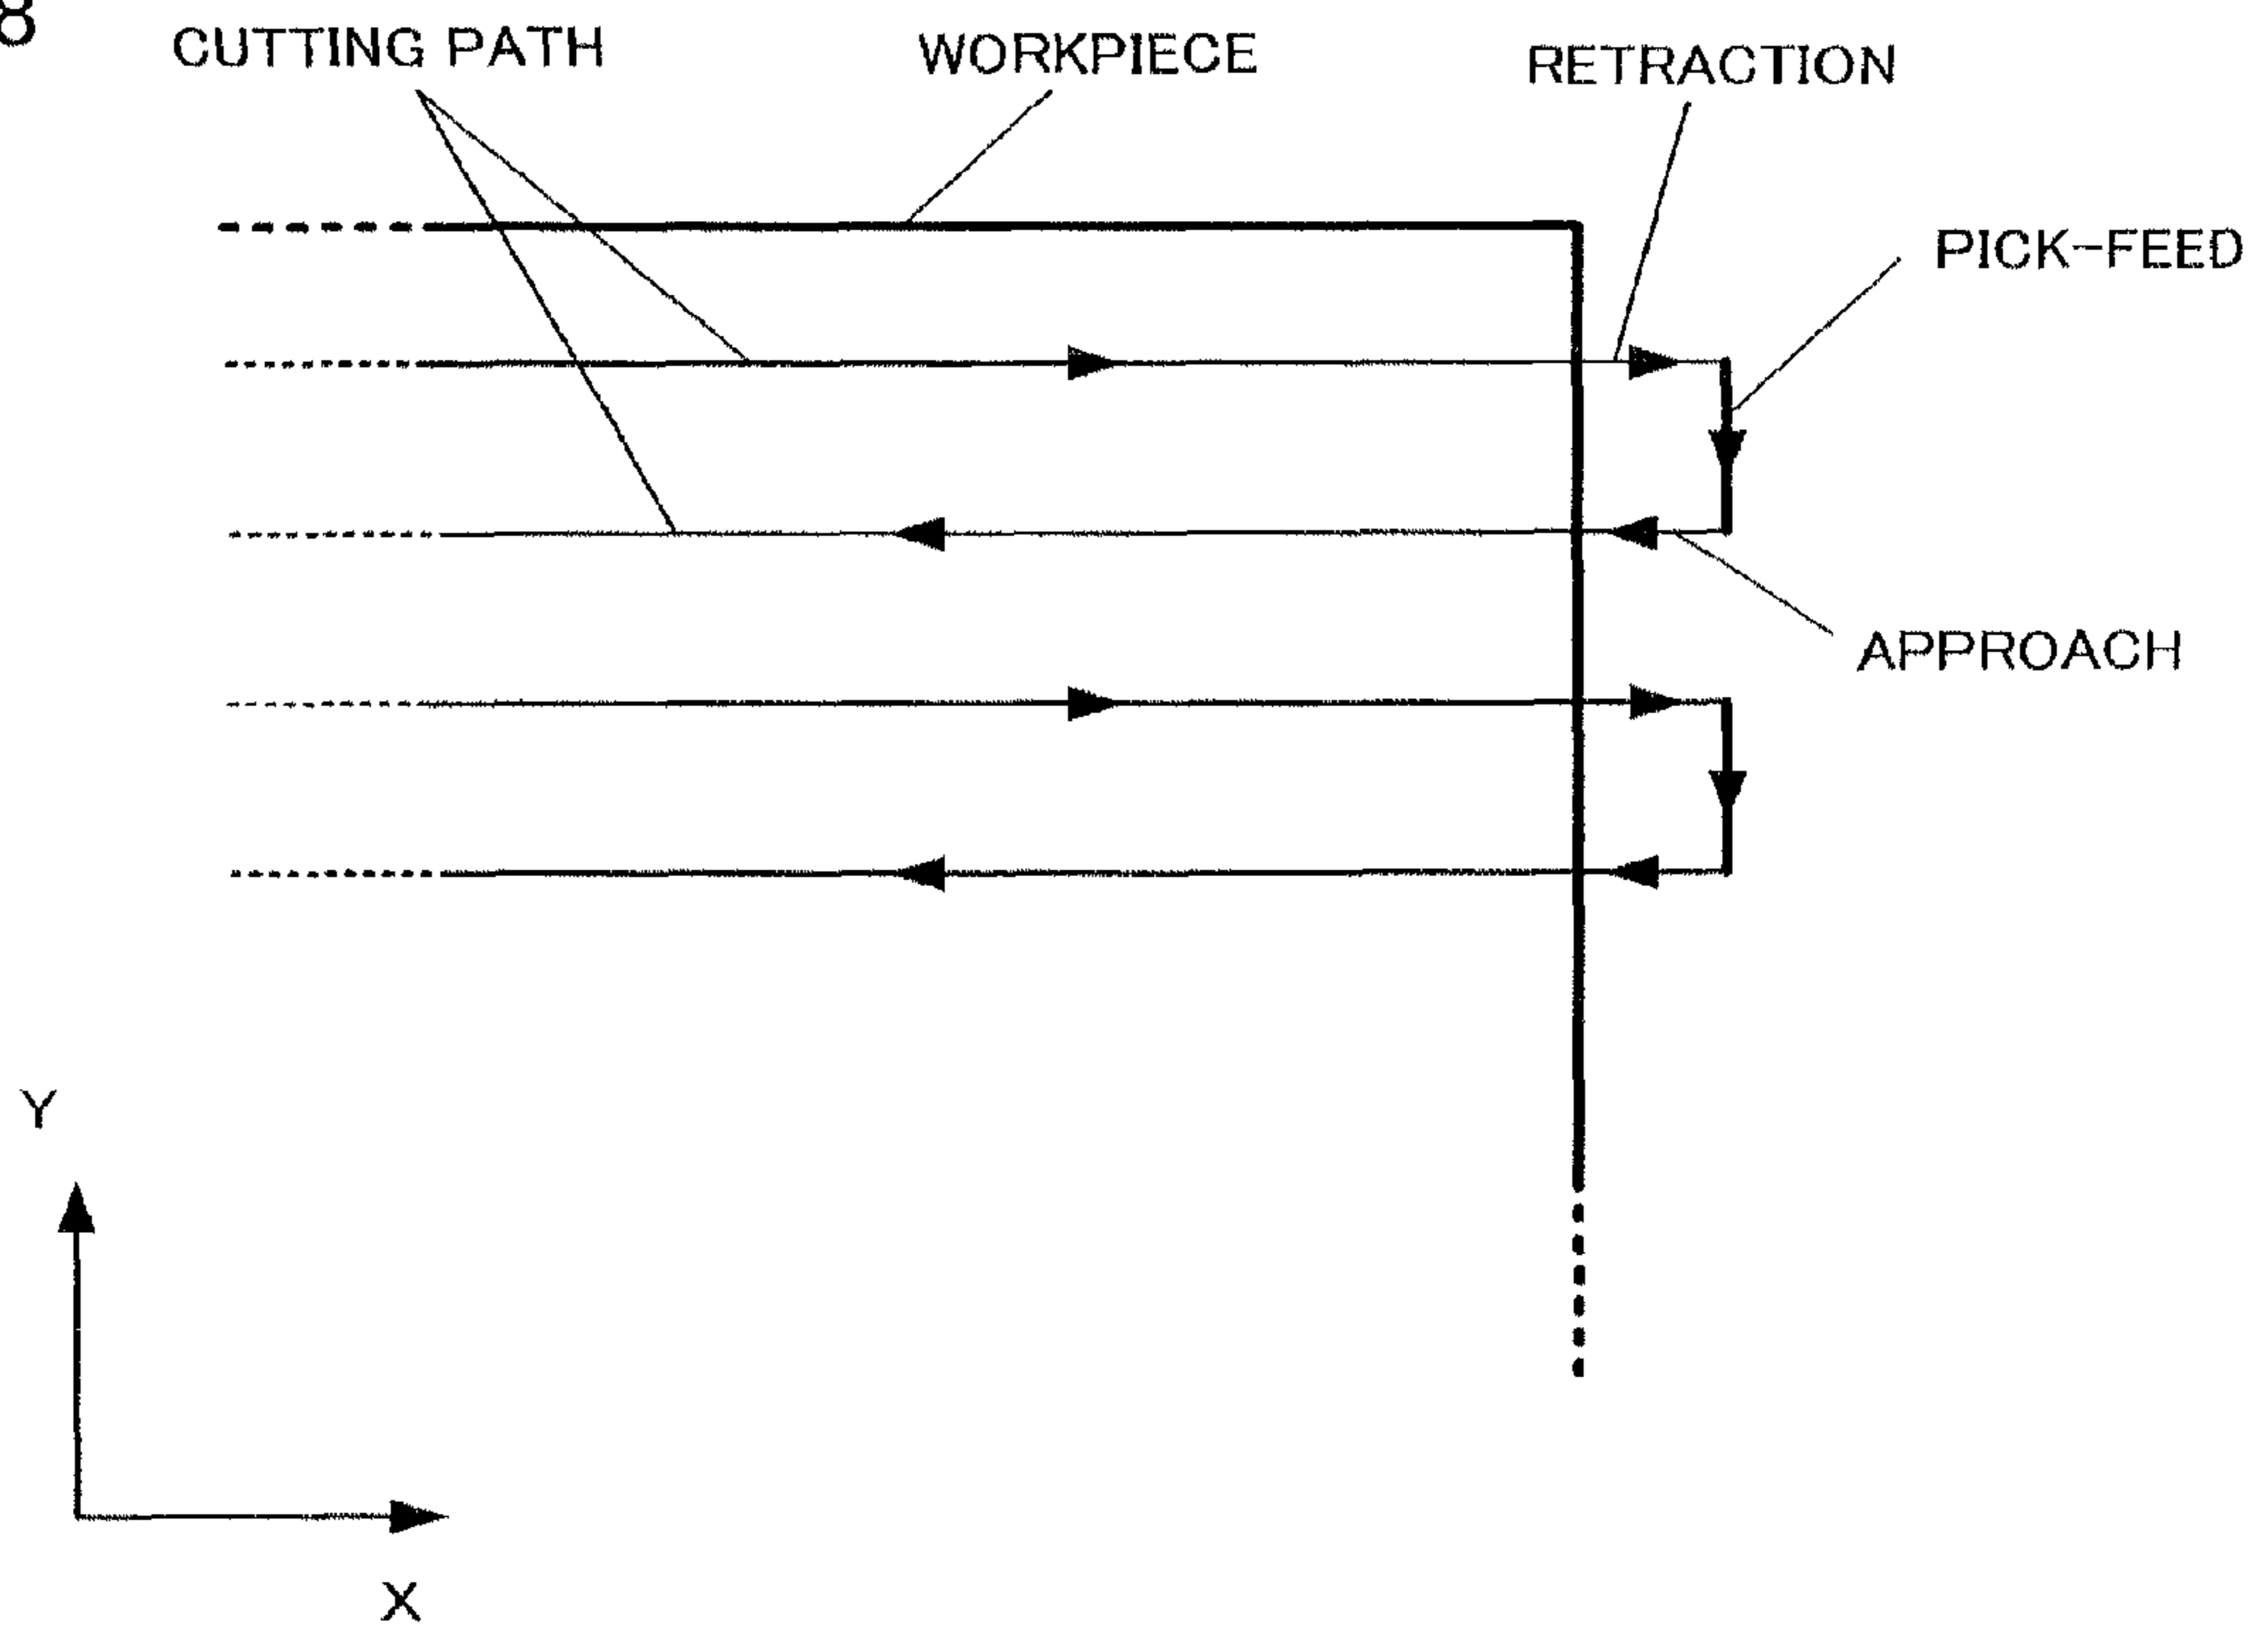 8
CUTTING PATH
WORKPIECE
RETRACTION
PICK-FEED
APPROACH
Y
X